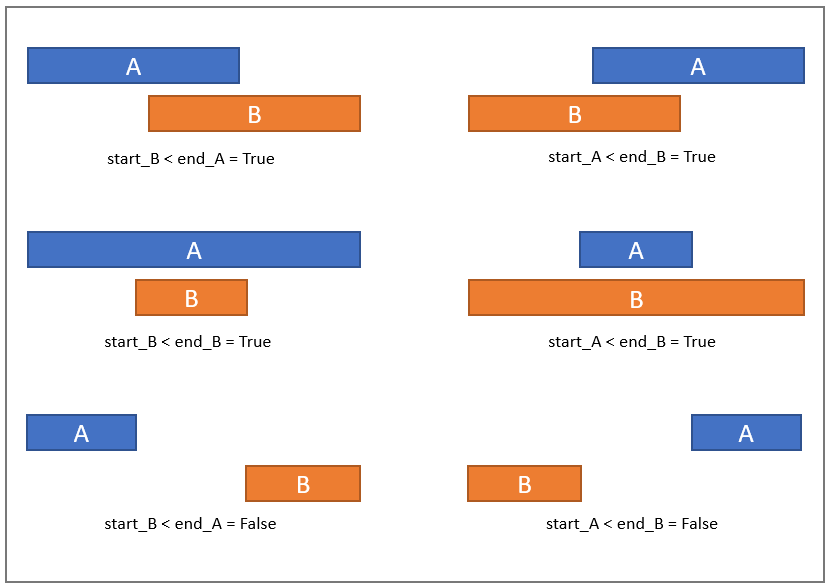 A
A
B
B
start_B < end_A = True
start_A < end_B = True
A
A
B
B
start_B < end_B = True
start_A < end_B = True
A
A
B
B
start_B < end_A = False
start_A < end_B = False